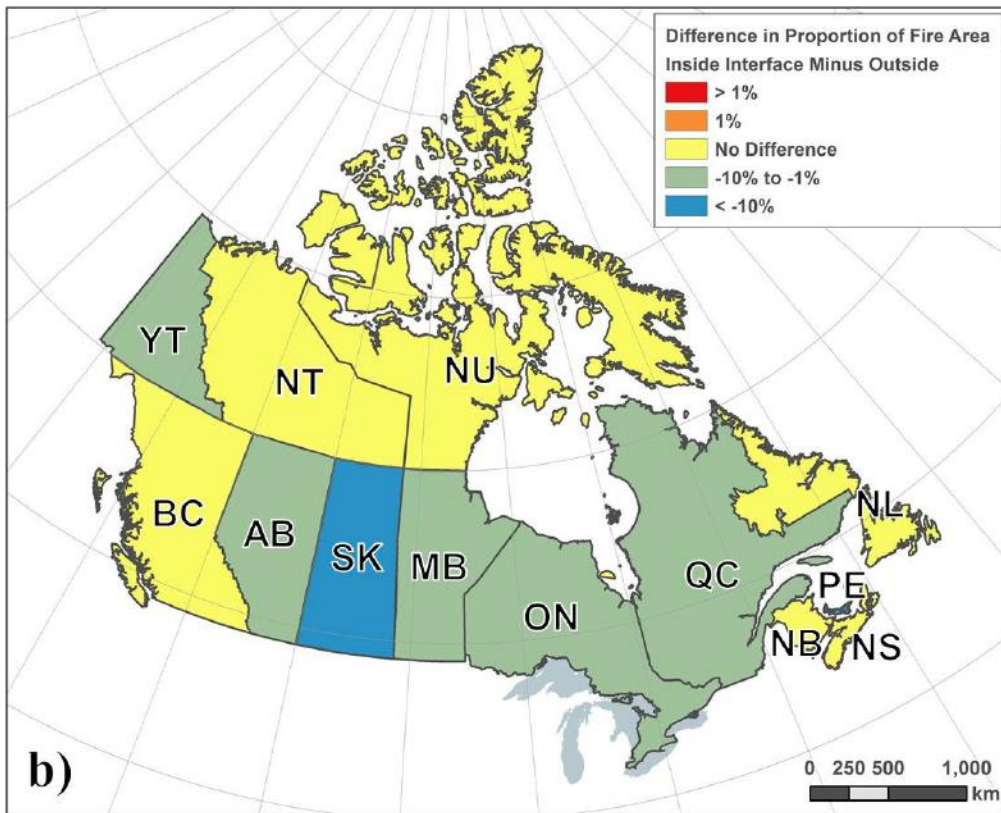 Difference in Proportion of Fire Area
Inside Interface Minus Outside
> 1%
1%
No Difference
-10% to -1%
< -10%
YT
NT
NU
BC
AB
SK
MB
ON
QC
NL
PE
NB
NS
b)
0 250 500 1,000
km